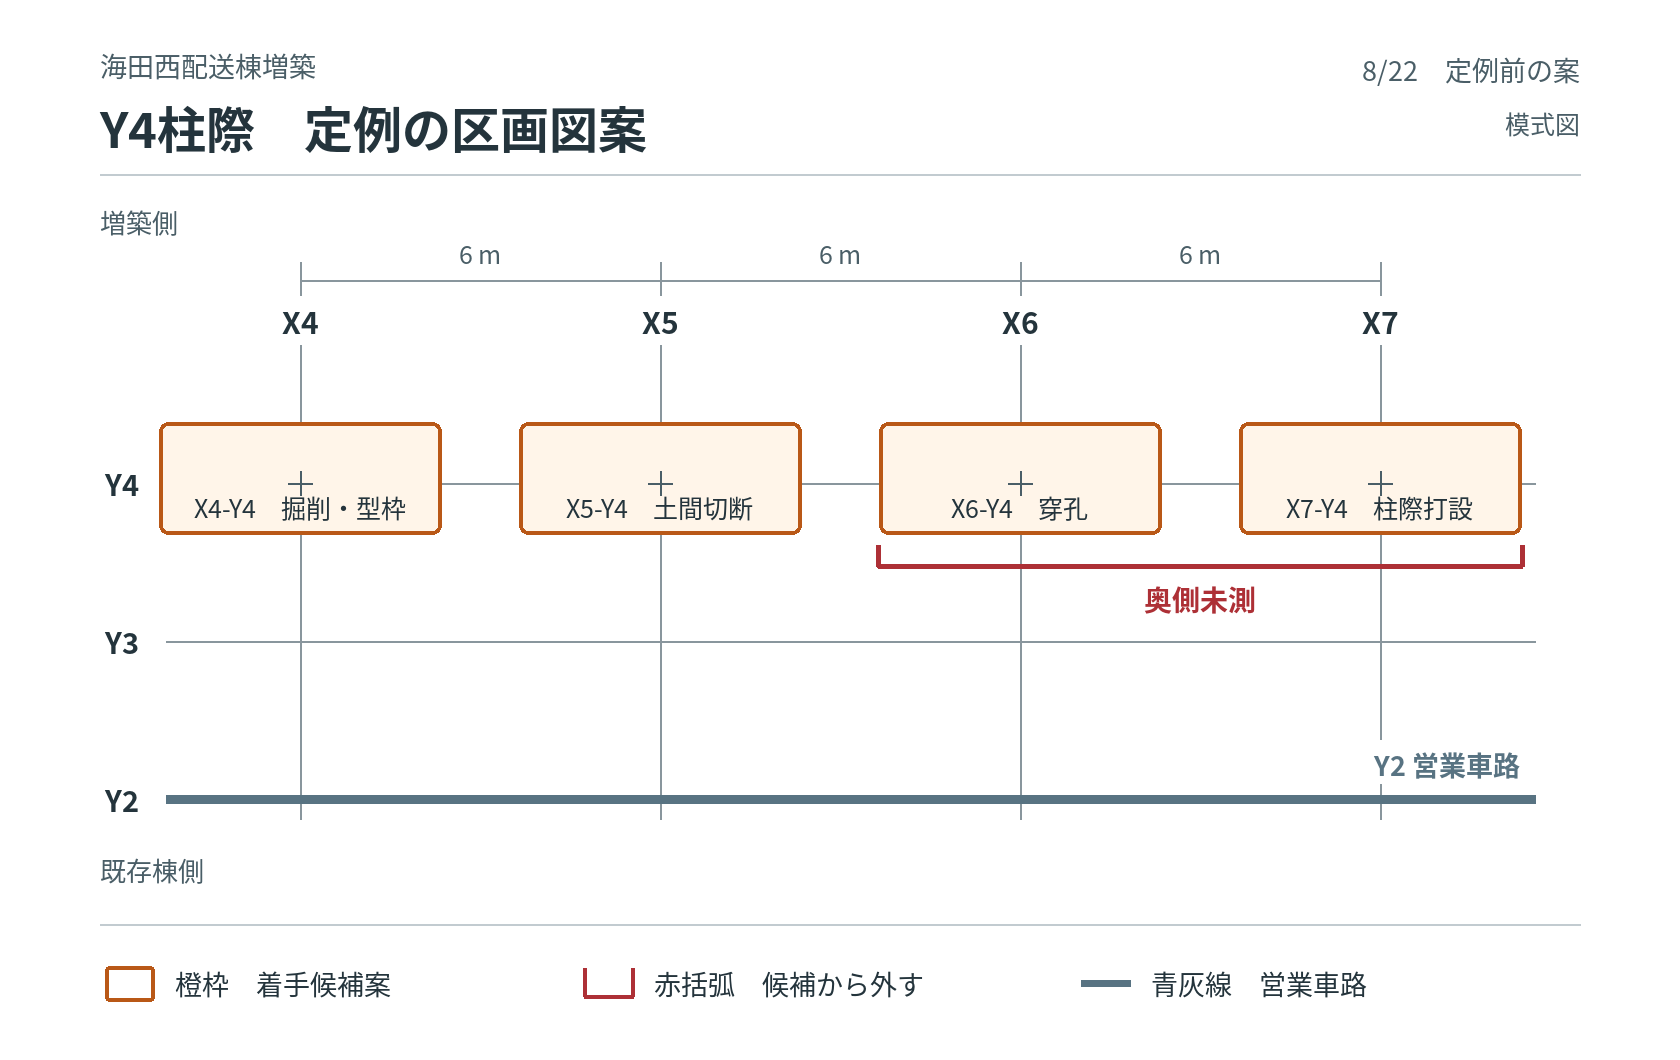 海田西配送棟増築
8/22 定例前の案
Y4柱際 定例の区画図案
模式図
増築側
6 m 6 m 6 m
X4 X5 X6 X7
Y4
X4-Y4 掘削・型枠
X5-Y4 土間切断
X6-Y4 穿孔
X7-Y4 柱際打設
奥側未測
Y3
Y2 営業車路
Y2
既存棟側
橙枠 着手候補案
赤括弧 候補から外す
青灰線 営業車路